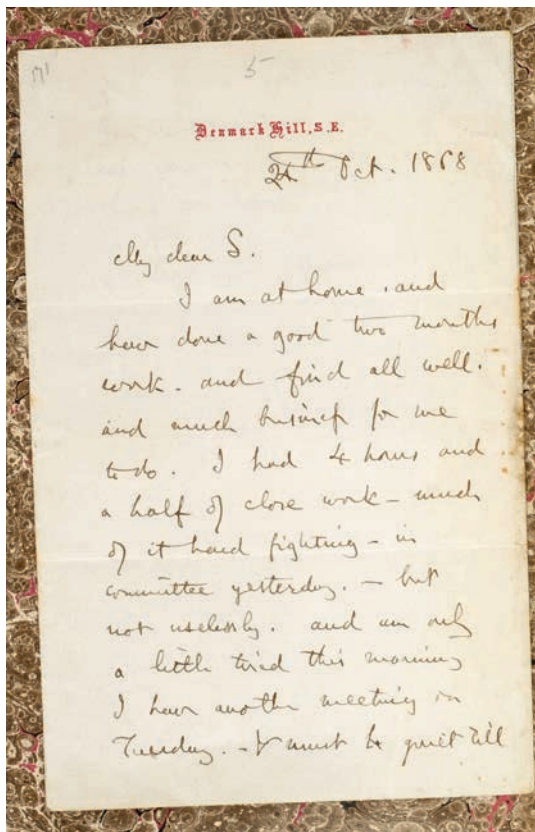 5
Denmark Hill, S.E.
24th Oct. 1868
My dear S.
I am at home. and
have done a good two months
work. and find all well.
and much business for me
to do. I had 4 hours and
a half of close work – much
of it hard fighting – in
committee yesterday. – but
not uselessly. and am only
a little tired this morning
I have another meeting on
Tuesday. – & must be quiet till